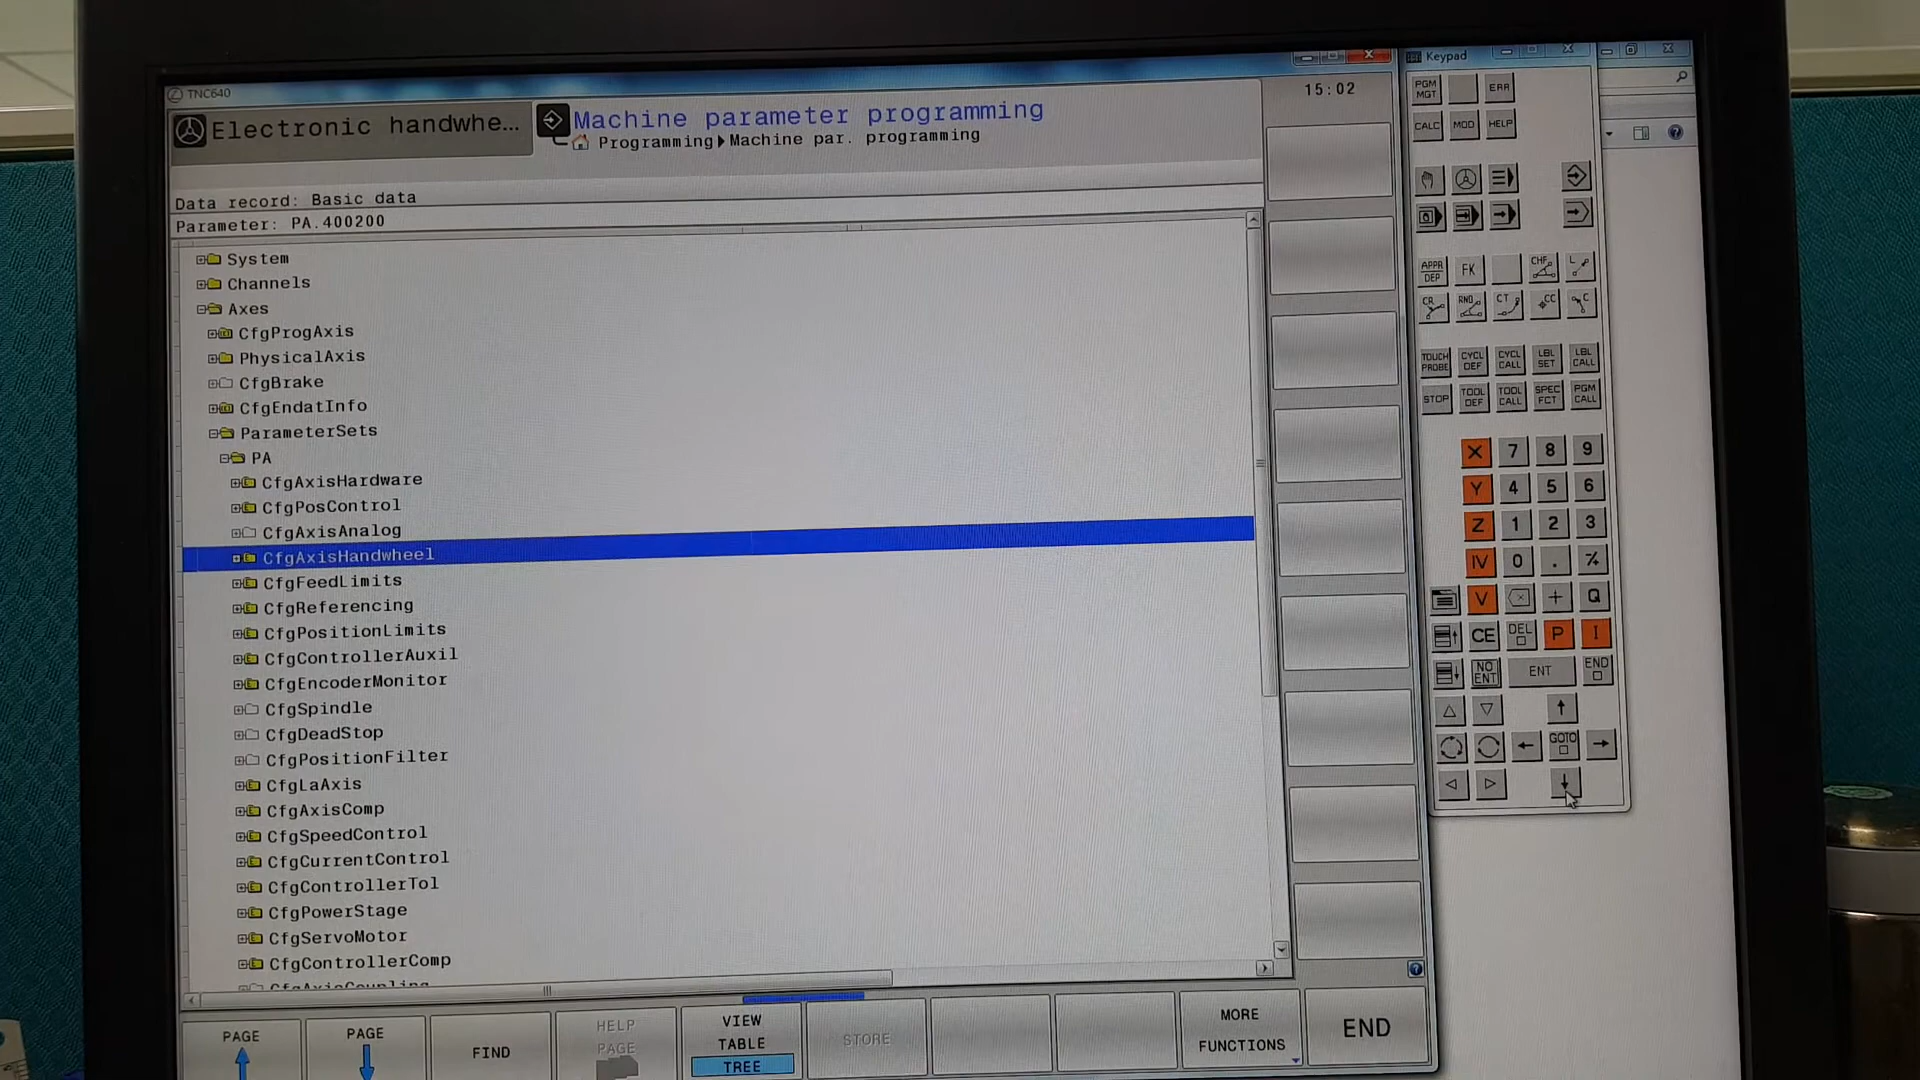 TNC640
Electronic handwhe...
Machine parameter programming
Programming Machine par. programming
15:02
Data record: Basic data
Parameter: PA.400200
System
Channels
Axes
CfgProgAxis
PhysicalAxis
CfgBrake
CfgEndatInfo
ParameterSets
PA
CfgAxisHardware
CfgPosControl
CfgAxisAnalog
CfgAxisHandwheel
CfgFeedLimits
CfgReferencing
CfgPositionLimits
CfgControllerAuxil
CfgEncoderMonitor
CfgSpindle
CfgDeadStop
CfgPositionFilter
CfgLaAxis
CfgAxisComp
CfgSpeedControl
CfgCurrentControl
CfgControllerTol
CfgPowerStage
CfgServoMotor
CfgControllerComp
CfgAxisCoupling
PAGE
PAGE
FIND
HELP
PAGE
VIEW
TABLE
TREE
STORE
MORE
FUNCTIONS
END
Keypad
PGM MGT ERR
CALC MOD HELP
APPR DEP FK CHF L
CR RND CT CC C
TOUCH PROBE CYCL DEF CYCL CALL LBL SET LBL CALL
STOP TOOL DEF TOOL CALL SPEC FCT PGM CALL
X 7 8 9
Y 4 5 6
Z 1 2 3
IV 0 . 7/
V + Q
CE DEL P I
NO ENT ENT END
GOTO